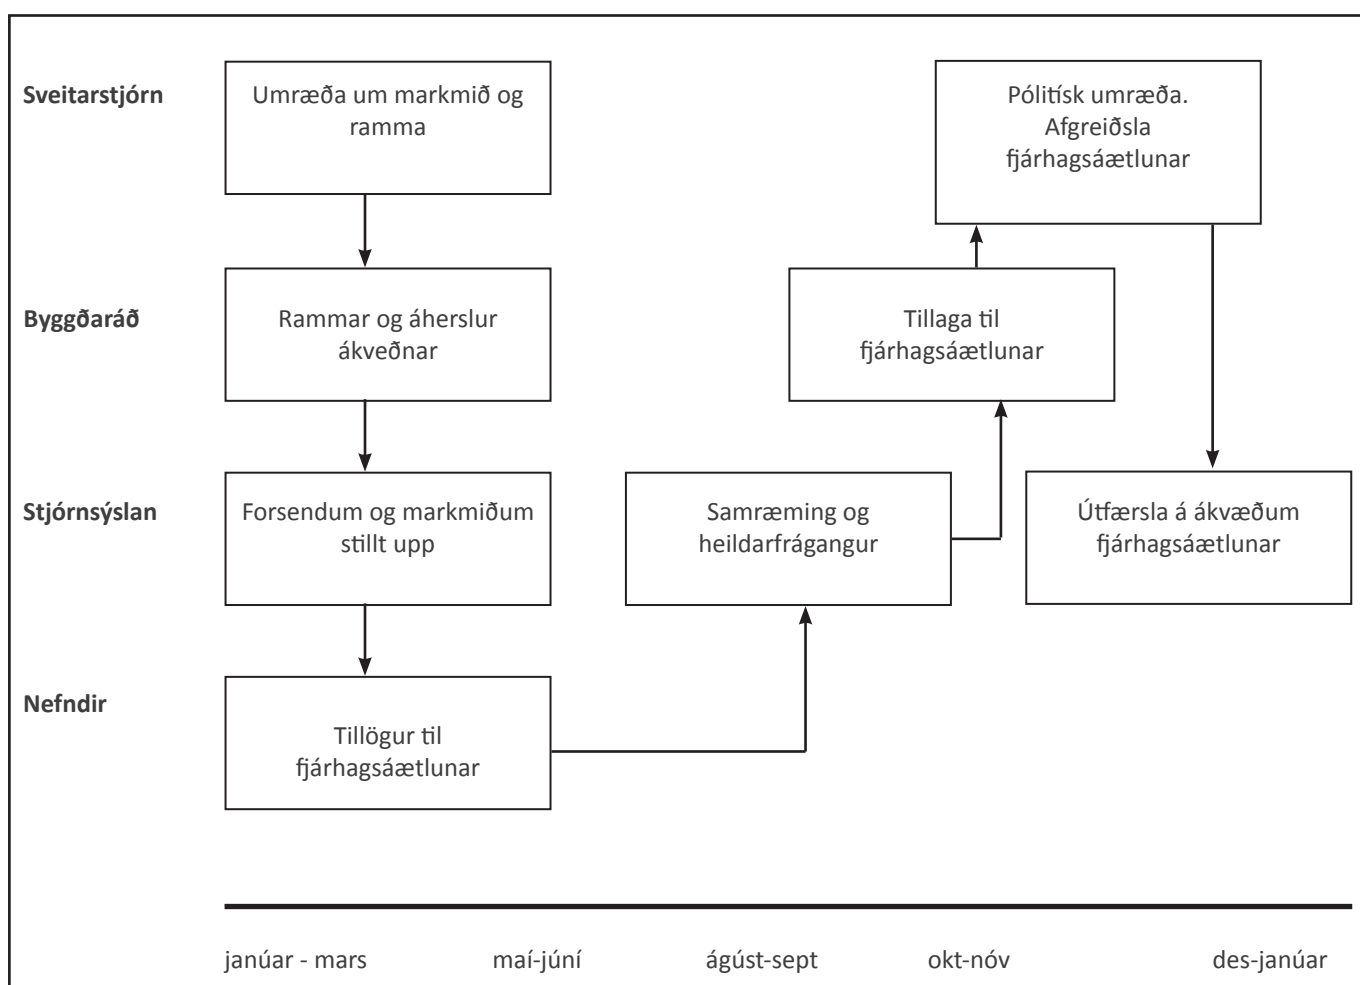 Sveitarstjórn
Umræða um markmið og
ramma
Pólitísk umræða.
Afgreiðsla
fjárhagsáætlunar
Byggðaráð
Rammar og áherslur
ákveðnar
Tillaga til
fjárhagsáætlunar
Stjórnsýslan
Forsendum og markmiðum
stillt upp
Samræming og
heildarfrágangur
Útfærsla á ákvæðum
fjárhagsáætlunar
Nefndir
Tillögur til
fjárhagsáætlunar
janúar - mars
maí-júní
ágúst-sept
okt-nóv
des-janúar